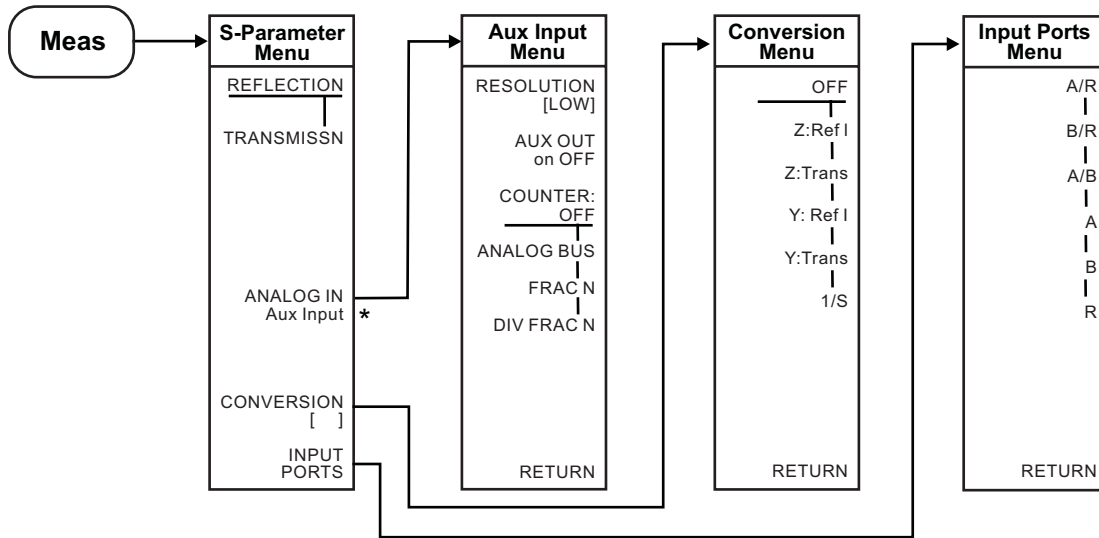 Meas
S-Parameter
Menu
REFLECTION
TRANSMISSN
ANALOG IN
Aux Input *
CONVERSION
[ ]
INPUT
PORTS
Aux Input
Menu
RESOLUTION
[LOW]
AUX OUT
on OFF
COUNTER:
OFF
ANALOG BUS
FRAC N
DIV FRAC N
RETURN
Conversion
Menu
OFF
Z:Refl
Z:Trans
Y: Refl
Y:Trans
1/S
RETURN
Input Ports
Menu
A/R
B/R
A/B
A
B
R
RETURN